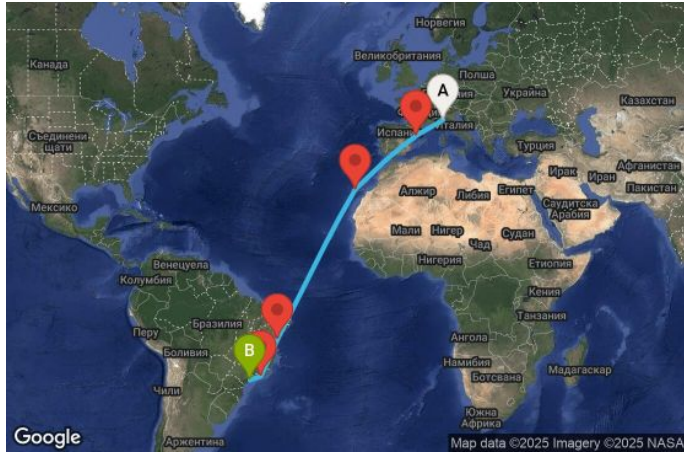 Норвегия
Канада
Великобритания
Полша
A
Украйна
Казахстан
Италия
Съединени
щати
Турция
Ирак
Иран
Афганистан
Пакистан
Мексико
Алжир
Либия
Египет
Саудитска
Арабия
Мали
Нигер
Чад
Судан
Венецуела
Колумбия
Нигерия
Етиопия
Кения
Бразилия
Перу
Танзания
B
Боливия
Ангола
Намибия
Ботсвана
Мадагаскар
Чили
Южна
Африка
Аржентина
Google
Map data ©2025 Imagery ©2025 NASA